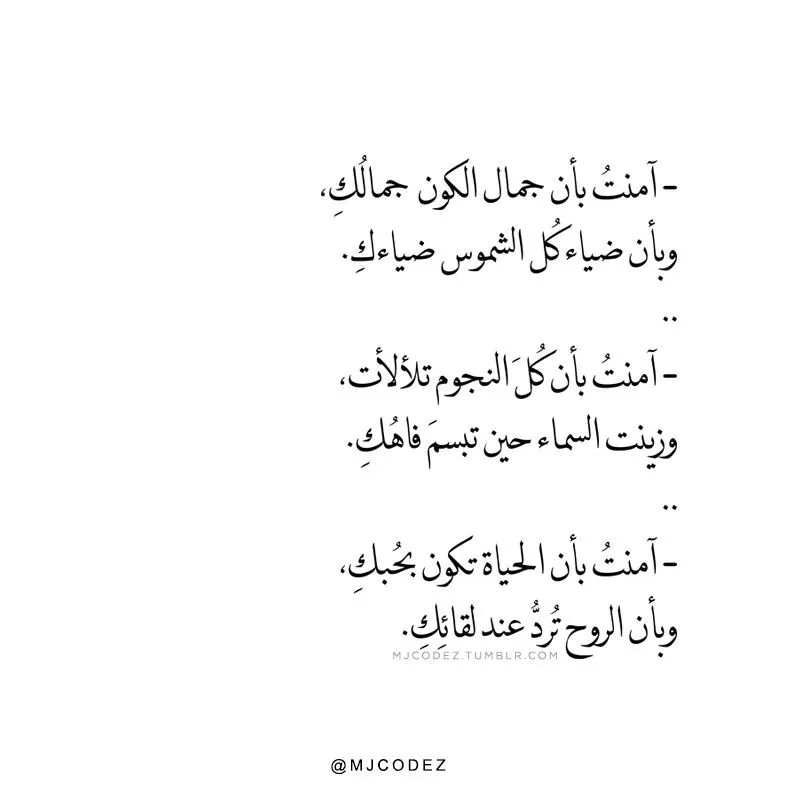 - آمنتُ بأن جمال الكون جمالُكِ،
وبأن ضياء كُل الشموس ضياءكِ.
..
- آمنتُ بأن كُلَ النجوم تلألأت،
وزينت السماء حين تبسمَ فاهُكِ.
..
- آمنتُ بأن الحياة تكون بحُبكِ،
وبأن الروح تُردُّ عند لقائِكِ.
MJCODEZ.TUMBLR.COM
@MJCODEZ